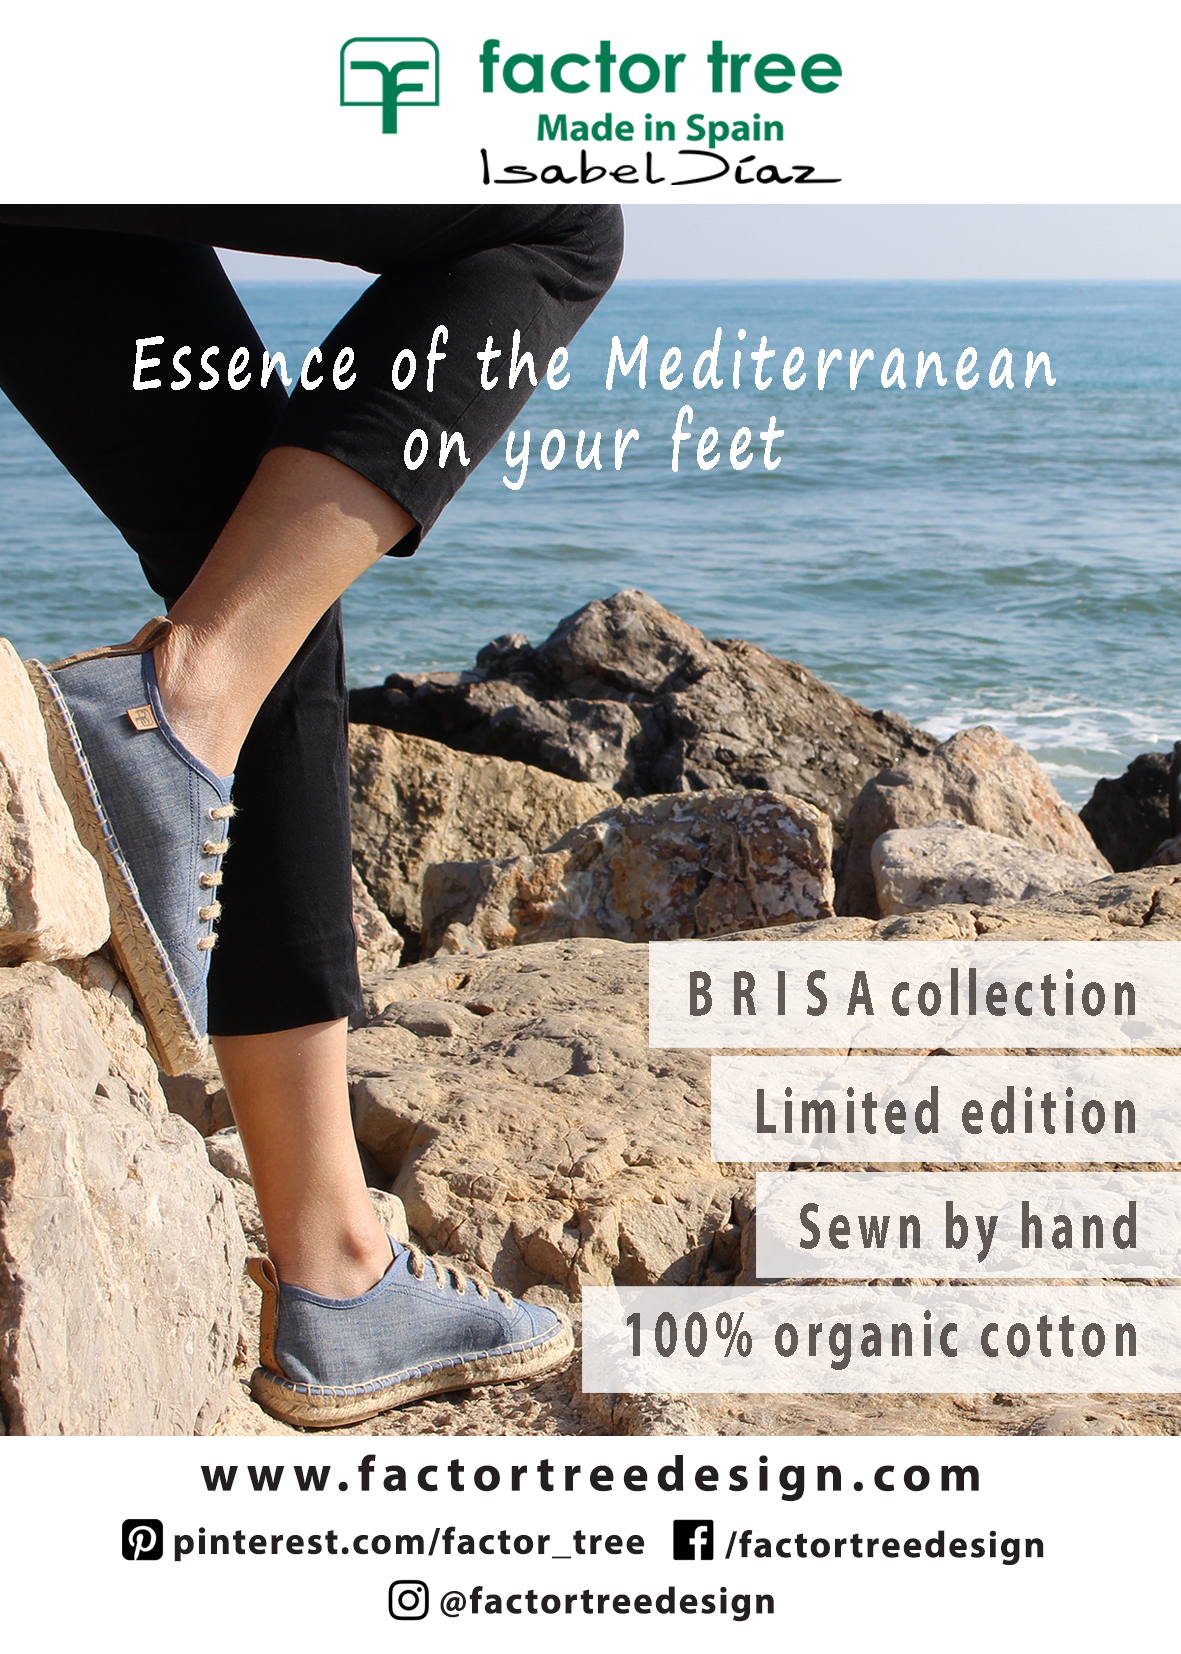 factor tree
Made in Spain
Isabel Díaz
Essence of the Mediterranean
on your feet
BRISA collection
Limited edition
Sewn by hand
100% organic cotton
www.factortreedesign.com
pinterest.com/factor_tree /factortreedesign
@factortreedesign